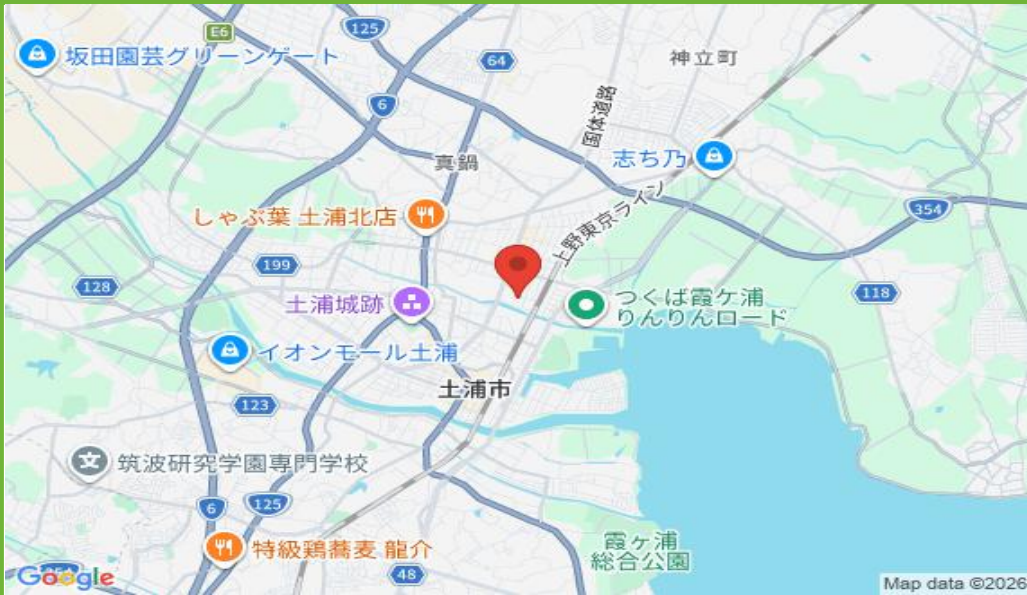 E6
125
坂田園芸グリーンゲート
64
神立町
6
国体道路
真鍋
志ち乃
しゃぶ葉 土浦北店
上野東京ライン
354
199
128
土浦城跡
つくば霞ケ浦
りんりんロード
118
イオンモール土浦
土浦市
123
筑波研究学園専門学校
6
125
特級鶏蕎麦 龍介
霞ヶ浦
総合公園
48
Google
Map data ©2026